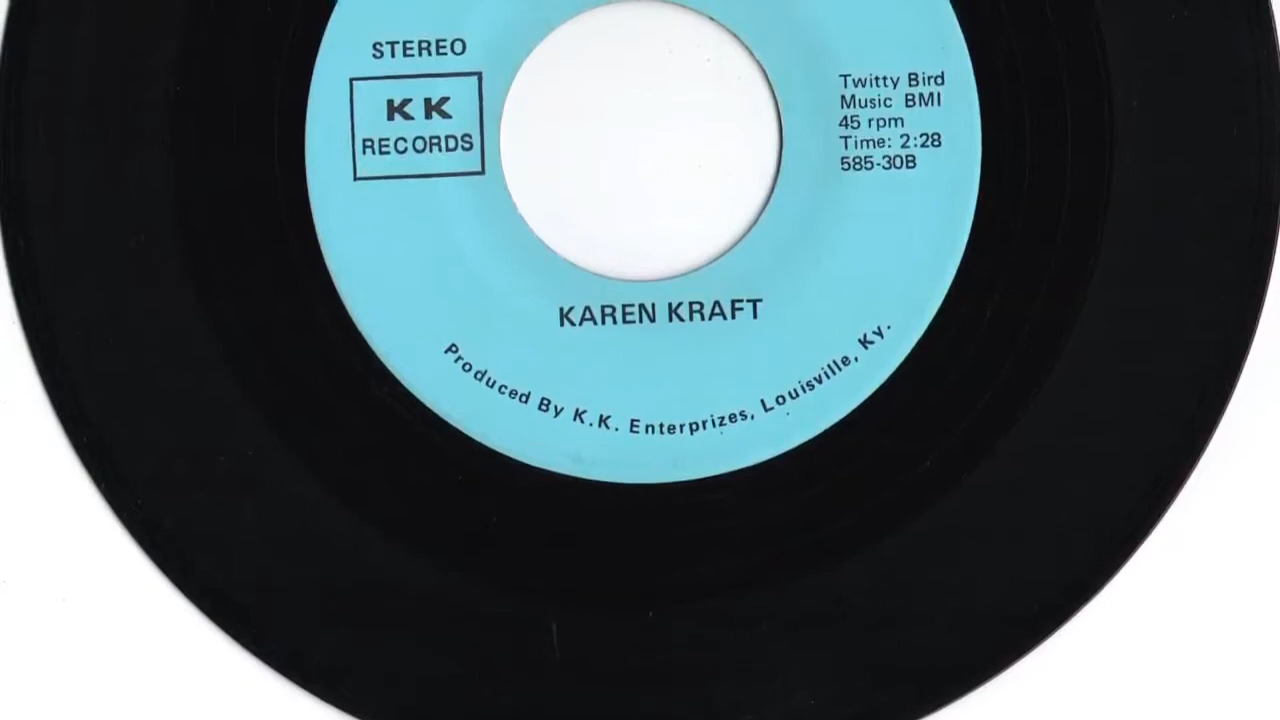 STEREO
K K
RECORDS
Twitty Bird
Music BMI
45 rpm
Time: 2:28
585-30B
KAREN KRAFT
Produced By K.K. Enterprizes, Louisville, Ky.